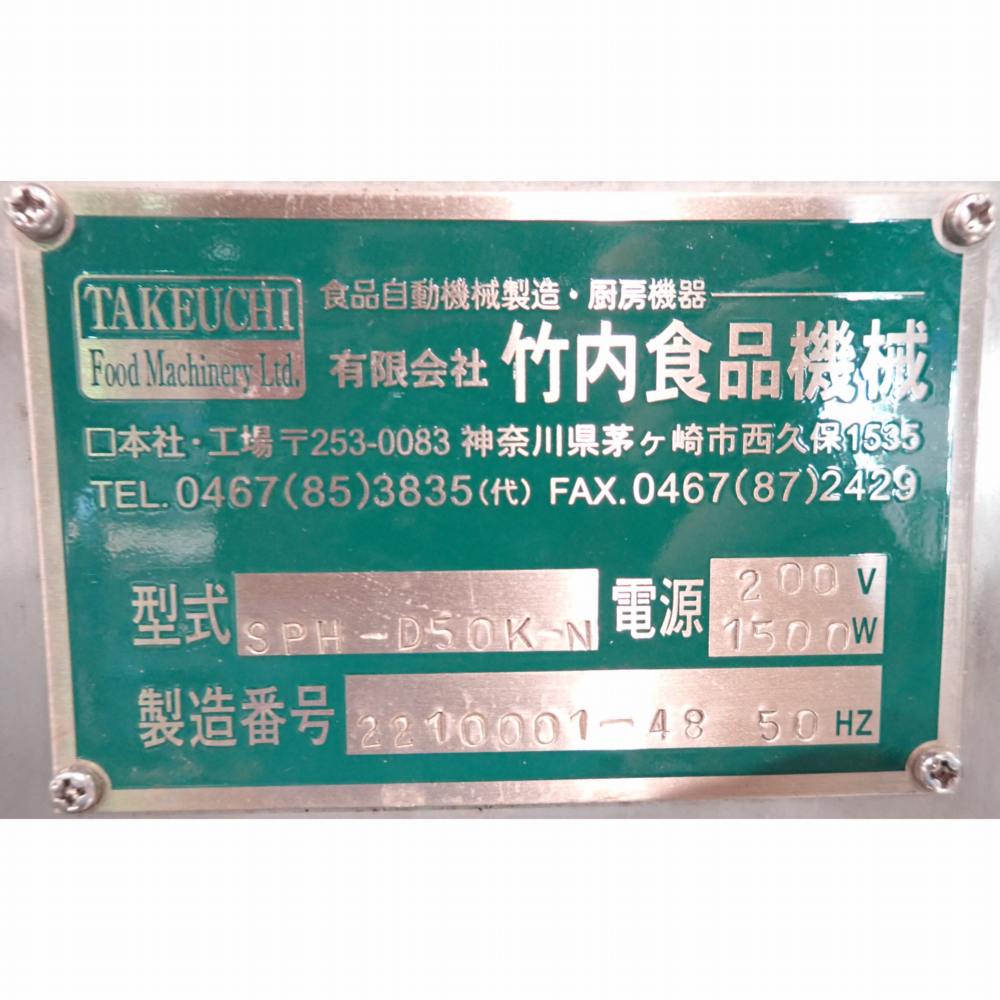 TAKEUCHI
Food Machinery Ltd.
食品自動機械製造・厨房機器
有限会社 竹内食品機械
□本社・工場 〒253-0083 神奈川県茅ヶ崎市西久保1535
TEL.0467(85)3835(代) FAX.0467(87)2429
型式 SPH-D50K-N 電源 200V 1500W
製造番号 2210001-48 50HZ